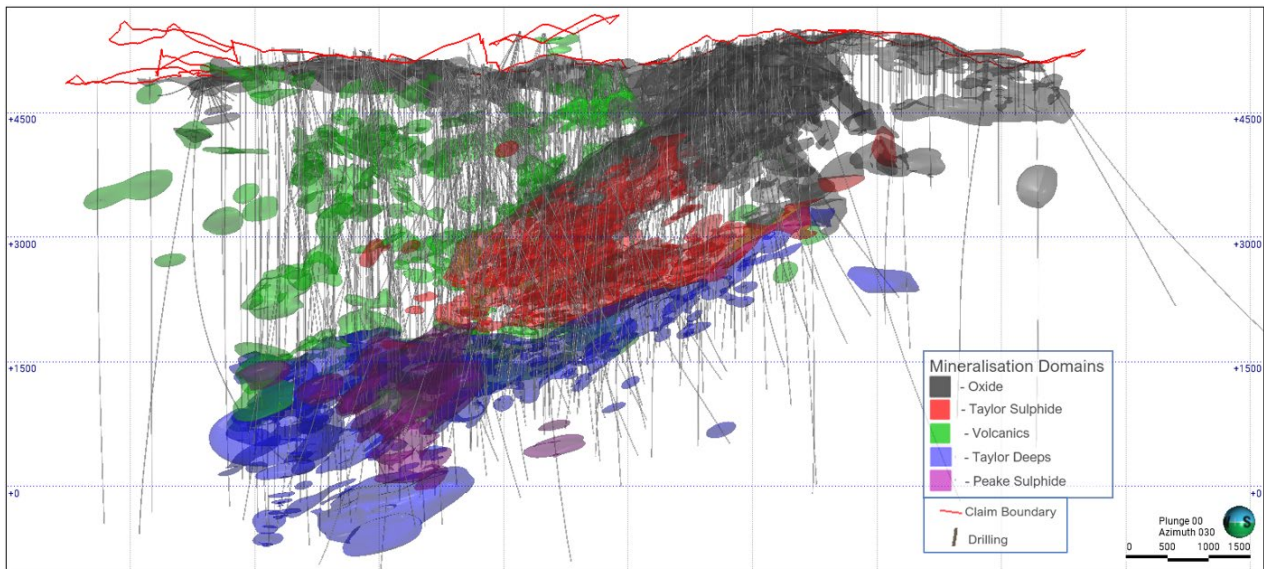 +4500
+4500
+3000
+3000
+1500
+1500
+0
+0
Mineralisation Domains
- Oxide
- Taylor Sulphide
- Volcanics
- Taylor Deeps
- Peake Sulphide
Claim Boundary
Drilling
Plunge 00
Azimuth 030
S
0 500 1000 1500